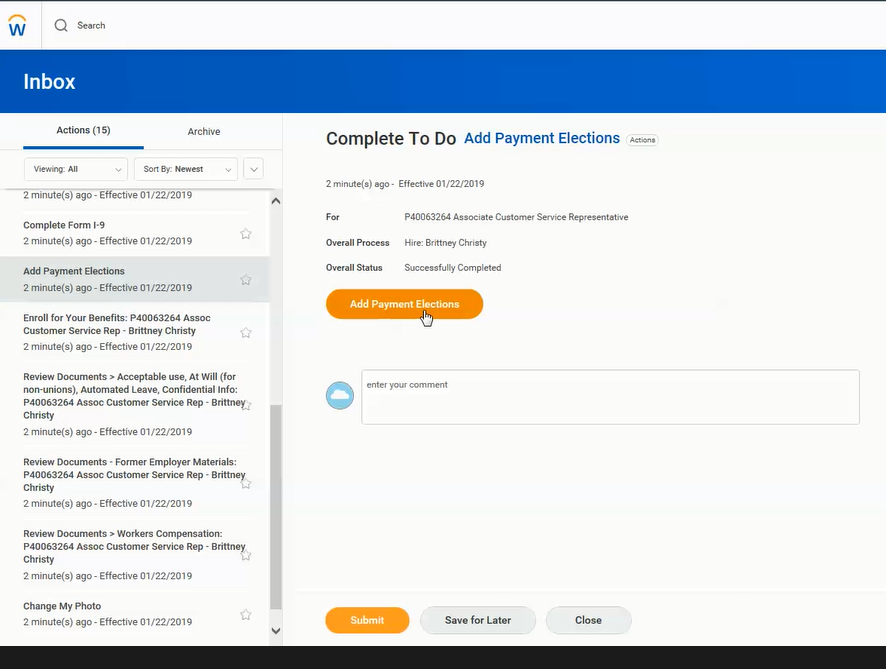 W
Search
Inbox
Actions (15)
Archive
Viewing: All
Sort By: Newest
2 minute(s) ago - Effective 01/22/2019
Complete Form I-9
2 minute(s) ago - Effective 01/22/2019
Add Payment Elections
2 minute(s) ago - Effective 01/22/2019
Enroll for Your Benefits: P40063264 Assoc
Customer Service Rep - Brittney Christy
2 minute(s) ago - Effective 01/22/2019
Review Documents > Acceptable use, At Will (for
non-unions), Automated Leave, Confidential Info:
P40063264 Assoc Customer Service Rep - Brittney
Christy
2 minute(s) ago - Effective 01/22/2019
Review Documents - Former Employer Materials:
P40063264 Assoc Customer Service Rep - Brittney
Christy
2 minute(s) ago - Effective 01/22/2019
Review Documents > Workers Compensation:
P40063264 Assoc Customer Service Rep - Brittney
Christy
2 minute(s) ago - Effective 01/22/2019
Change My Photo
2 minute(s) ago - Effective 01/22/2019
Complete To Do Add Payment Elections Actions
2 minute(s) ago - Effective 01/22/2019
For P40063264 Associate Customer Service Representative
Overall Process Hire: Brittney Christy
Overall Status Successfully Completed
Add Payment Elections
enter your comment
Submit
Save for Later
Close